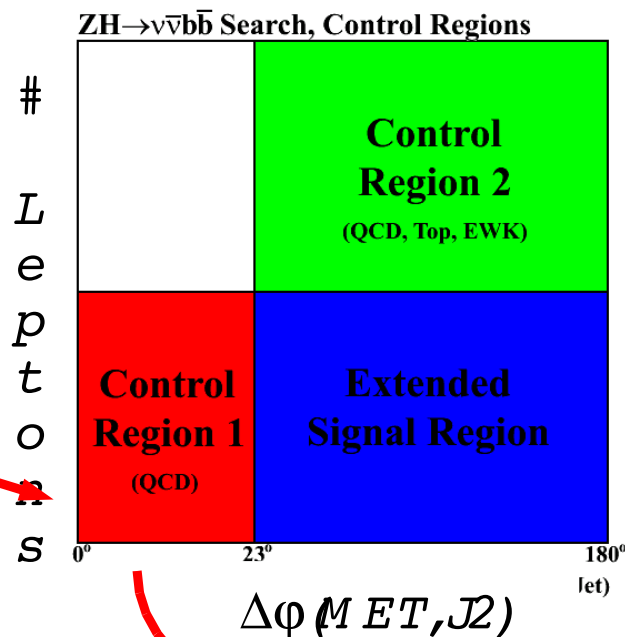 ZH→νν̄bb̄ Search, Control Regions
# Leptons
Control
Region 2
(QCD, Top, EWK)
Control
Region 1
(QCD)
Extended
Signal Region
0° 23° 180°
Jet)
Δφ(MET,J2)